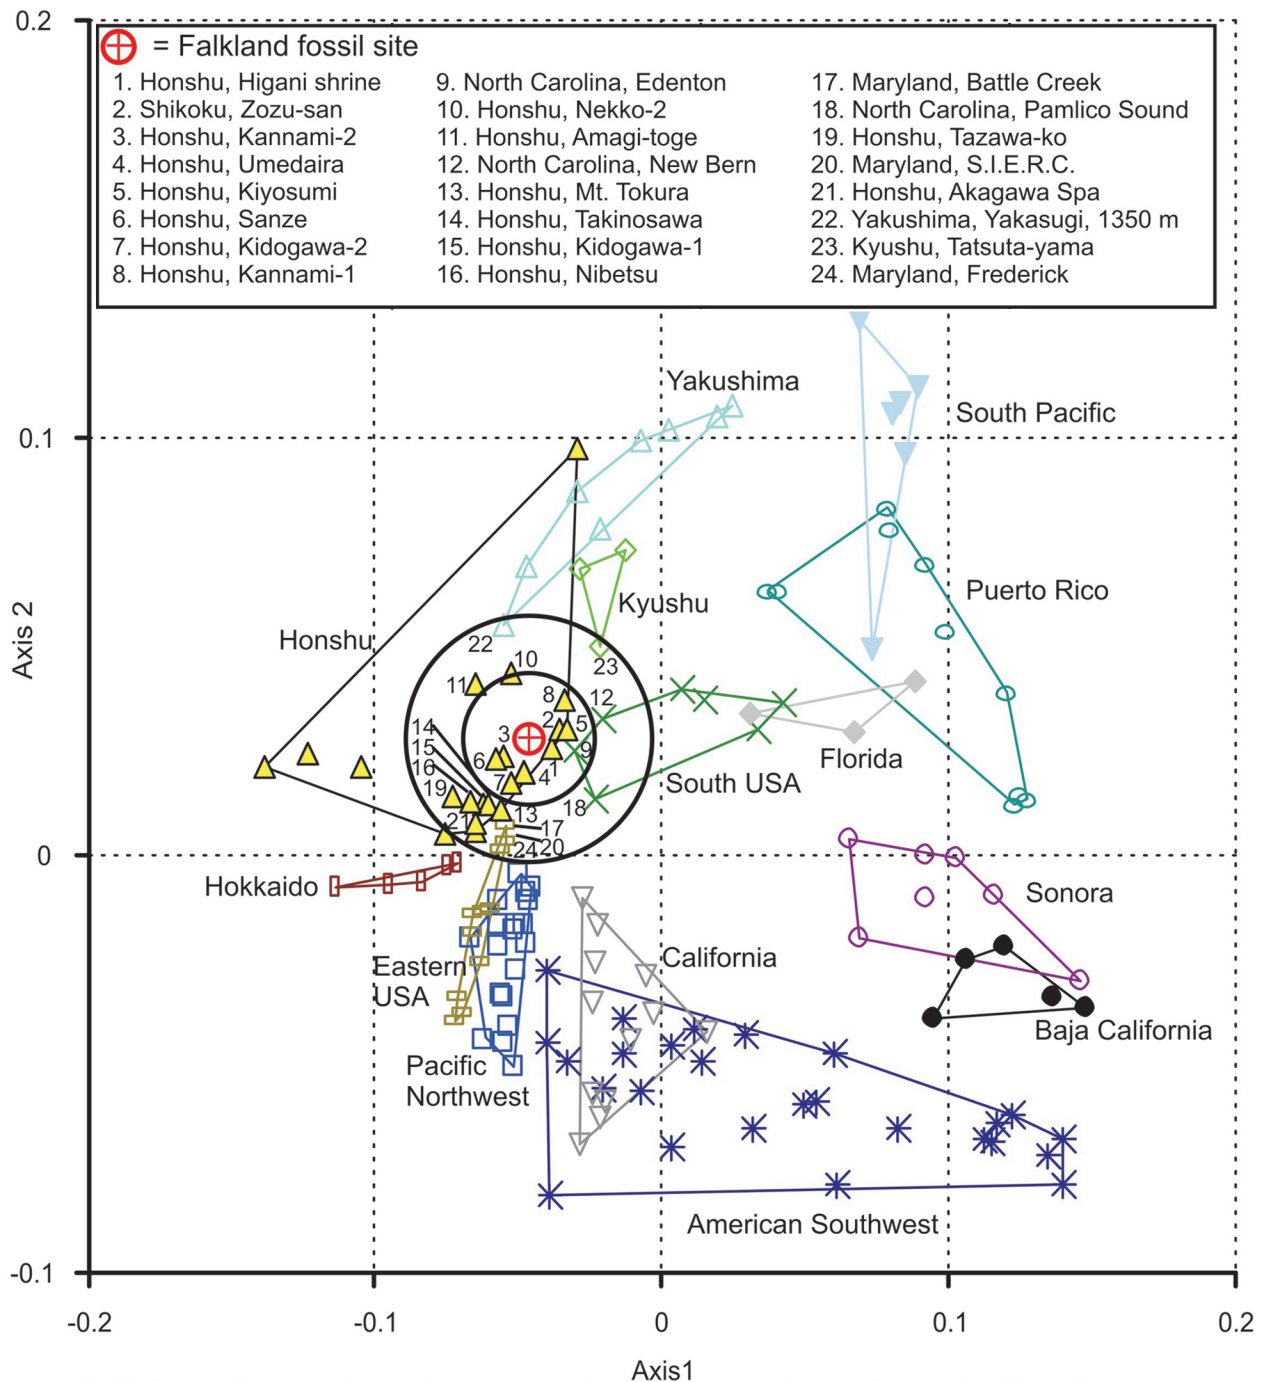 0.2
= Falkland fossil site
1. Honshu, Higani shrine
2. Shikoku, Zozu-san
3. Honshu, Kannami-2
4. Honshu, Umedaira
5. Honshu, Kiyosumi
6. Honshu, Sanze
7. Honshu, Kidogawa-2
8. Honshu, Kannami-1
9. North Carolina, Edenton
10. Honshu, Nekko-2
11. Honshu, Amagi-toge
12. North Carolina, New Bern
13. Honshu, Mt. Tokura
14. Honshu, Takinosawa
15. Honshu, Kidogawa-1
16. Honshu, Nibetsu
17. Maryland, Battle Creek
18. North Carolina, Pamlico Sound
19. Honshu, Tazawa-ko
20. Maryland, S.I.E.R.C.
21. Honshu, Akagawa Spa
22. Yakushima, Yakasugi, 1350 m
23. Kyushu, Tatsuta-yama
24. Maryland, Frederick
Yakushima
South Pacific
0.1
Puerto Rico
Kyushu
Honshu
22
10
23
11
8
12
14
2
5
3
15
9
6
1
16
4
7
19
18
13
21
17
24
20
Axis 2
South USA
Florida
0
Hokkaido
Sonora
Eastern
USA
California
Baja California
Pacific
Northwest
American Southwest
-0.1
-0.2
-0.1
0
0.1
0.2
Axis1